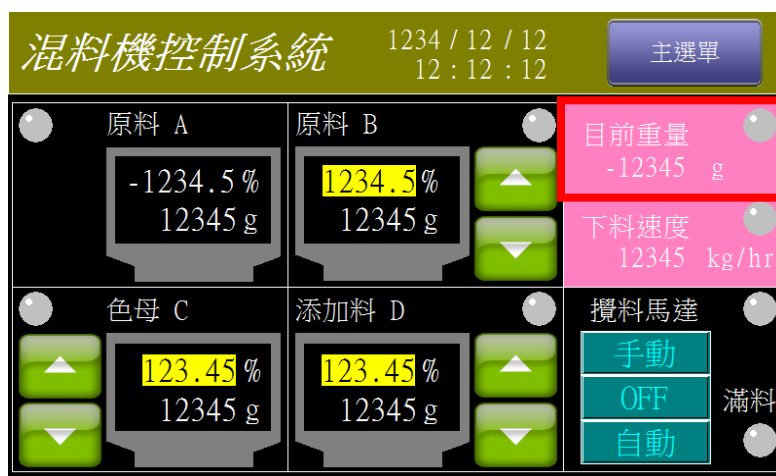 混料機控制系統
1234 / 12 / 12
12 : 12 : 12
主選單
原料 A
-1234.5 %
12345 g
原料 B
1234.5 %
12345 g
目前重量
-12345 g
下料速度
12345 kg/hr
色母 C
123.45 %
12345 g
添加料 D
123.45 %
12345 g
攪料馬達
手動
OFF
自動
滿料